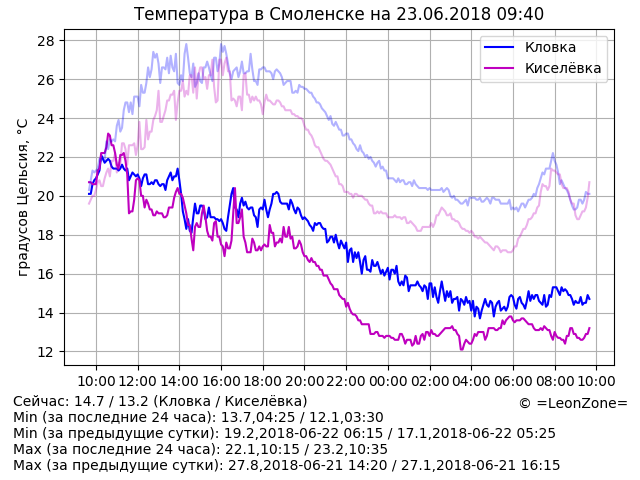 Температура в Смоленске на 23.06.2018 09:40
градусов Цельсия, °C
28
26
24
22
20
18
16
14
12
Кловка
Киселёвка
10:00 12:00 14:00 16:00 18:00 20:00 22:00 00:00 02:00 04:00 06:00 08:00 10:00
Сейчас: 14.7 / 13.2 (Кловка / Киселёвка)
© =LeonZone=
Min (за последние 24 часа): 13.7,04:25 / 12.1,03:30
Min (за предыдущие сутки): 19.2,2018-06-22 06:15 / 17.1,2018-06-22 05:25
Max (за последние 24 часа): 22.1,10:15 / 23.2,10:35
Max (за предыдущие сутки): 27.8,2018-06-21 14:20 / 27.1,2018-06-21 16:15